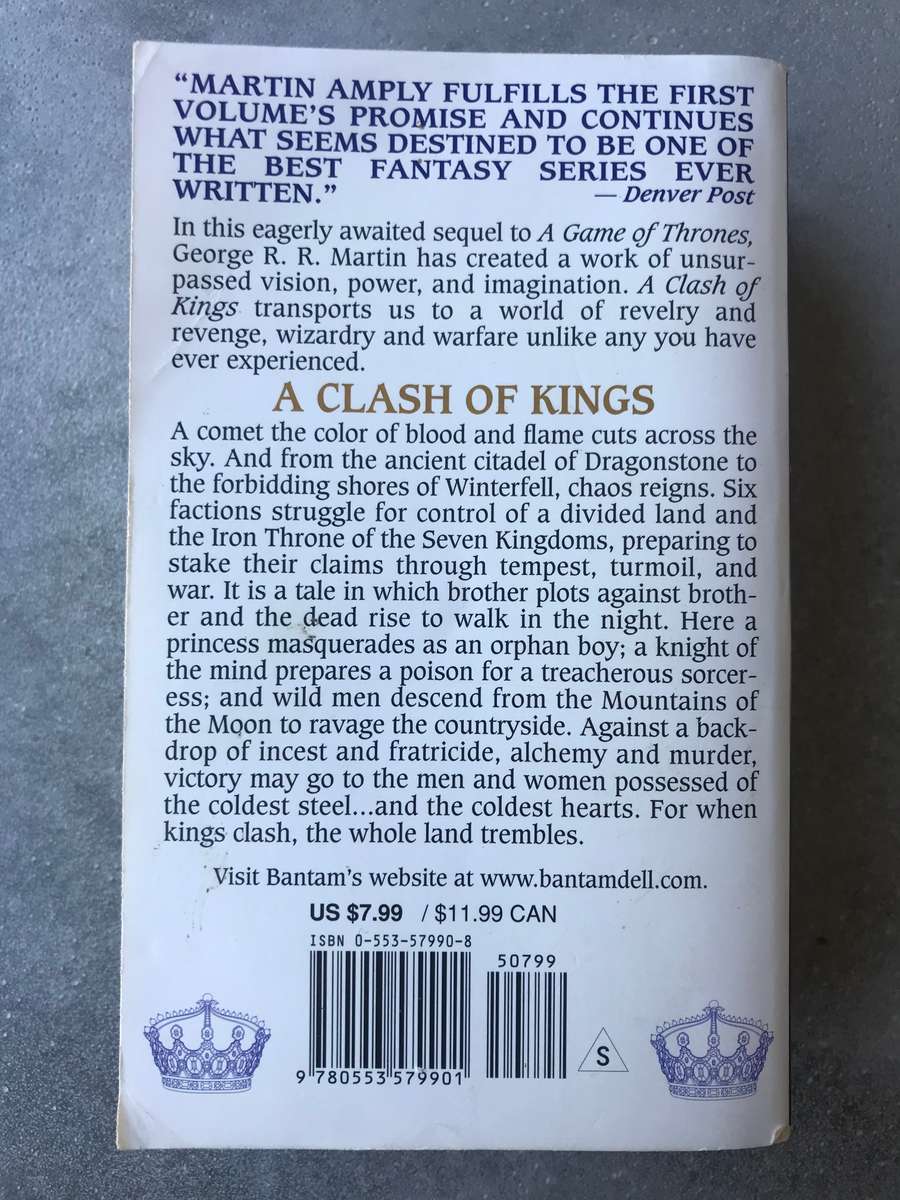 “MARTIN AMPLY FULFILLS THE FIRST
VOLUME’S PROMISE AND CONTINUES
WHAT SEEMS DESTINED TO BE ONE OF
THE BEST FANTASY SERIES EVER
WRITTEN.” — Denver Post
In this eagerly awaited sequel to A Game of Thrones,
George R. R. Martin has created a work of unsur-
passed vision, power, and imagination. A Clash of
Kings transports us to a world of revelry and
revenge, wizardry and warfare unlike any you have
ever experienced.
A CLASH OF KINGS
A comet the color of blood and flame cuts across the
sky. And from the ancient citadel of Dragonstone to
the forbidding shores of Winterfell, chaos reigns. Six
factions struggle for control of a divided land and
the Iron Throne of the Seven Kingdoms, preparing to
stake their claims through tempest, turmoil, and
war. It is a tale in which brother plots against broth-
er and the dead rise to walk in the night. Here a
princess masquerades as an orphan boy; a knight of
the mind prepares a poison for a treacherous sorcer-
ess; and wild men descend from the Mountains of
the Moon to ravage the countryside. Against a back-
drop of incest and fratricide, alchemy and murder,
victory may go to the men and women possessed of
the coldest steel...and the coldest hearts. For when
kings clash, the whole land trembles.
Visit Bantam’s website at www.bantamdell.com.
US $7.99 / $11.99 CAN
ISBN 0-553-57990-8
50799
S
9 780553 579901